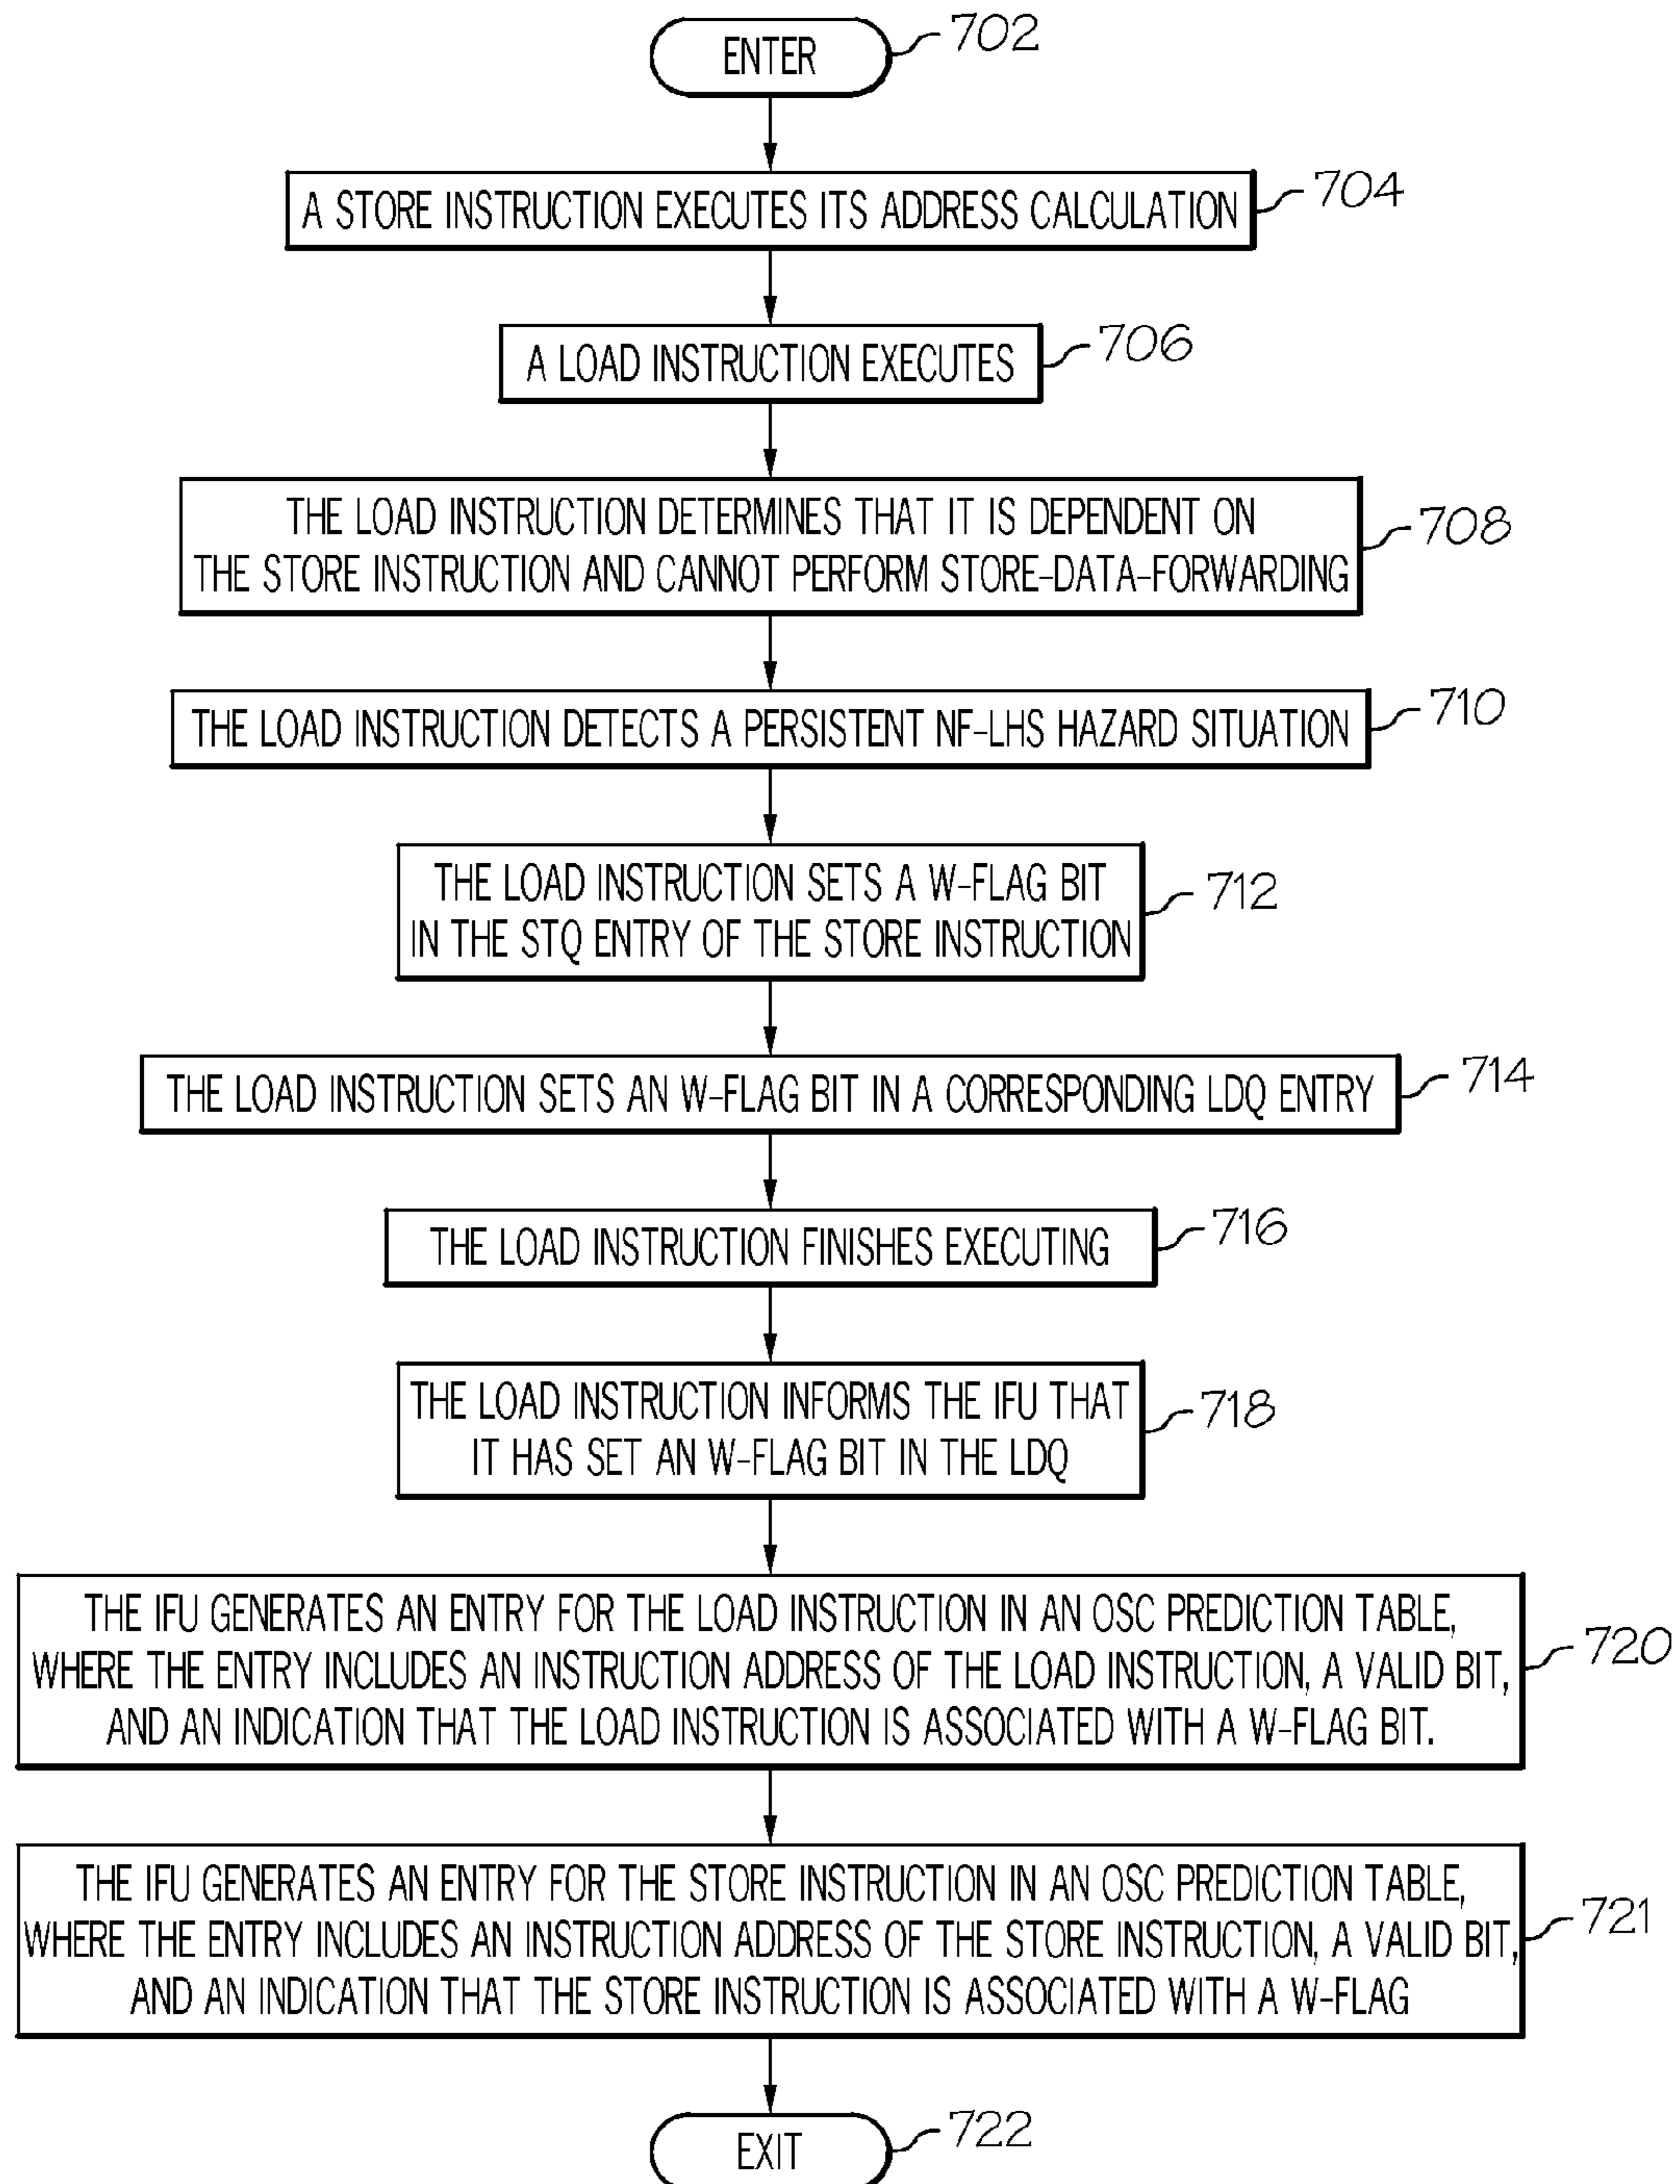 ENTER
702
A STORE INSTRUCTION EXECUTES ITS ADDRESS CALCULATION
704
A LOAD INSTRUCTION EXECUTES
706
THE LOAD INSTRUCTION DETERMINES THAT IT IS DEPENDENT ON
THE STORE INSTRUCTION AND CANNOT PERFORM STORE-DATA-FORWARDING
708
THE LOAD INSTRUCTION DETECTS A PERSISTENT NF-LHS HAZARD SITUATION
710
THE LOAD INSTRUCTION SETS A W-FLAG BIT
IN THE STQ ENTRY OF THE STORE INSTRUCTION
712
THE LOAD INSTRUCTION SETS AN W-FLAG BIT IN A CORRESPONDING LDQ ENTRY
714
THE LOAD INSTRUCTION FINISHES EXECUTING
716
THE LOAD INSTRUCTION INFORMS THE IFU THAT
IT HAS SET AN W-FLAG BIT IN THE LDQ
718
THE IFU GENERATES AN ENTRY FOR THE LOAD INSTRUCTION IN AN OSC PREDICTION TABLE,
WHERE THE ENTRY INCLUDES AN INSTRUCTION ADDRESS OF THE LOAD INSTRUCTION, A VALID BIT,
AND AN INDICATION THAT THE LOAD INSTRUCTION IS ASSOCIATED WITH A W-FLAG BIT.
720
THE IFU GENERATES AN ENTRY FOR THE STORE INSTRUCTION IN AN OSC PREDICTION TABLE,
WHERE THE ENTRY INCLUDES AN INSTRUCTION ADDRESS OF THE STORE INSTRUCTION, A VALID BIT,
AND AN INDICATION THAT THE STORE INSTRUCTION IS ASSOCIATED WITH A W-FLAG
721
EXIT
722